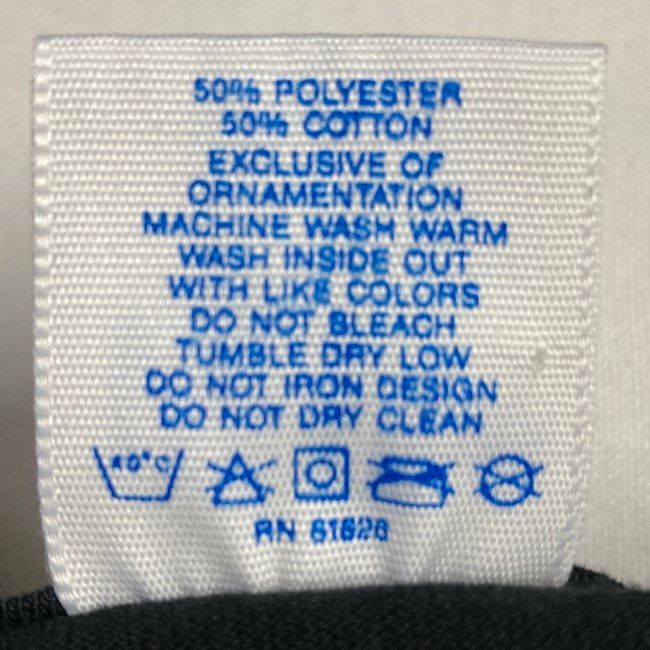 50% POLYESTER
50% COTTON
EXCLUSIVE OF
ORNAMENTATION
MACHINE WASH WARM
WASH INSIDE OUT
WITH LIKE COLORS
DO NOT BLEACH
TUMBLE DRY LOW
DO NOT IRON DESIGN
DO NOT DRY CLEAN
40°C
RN